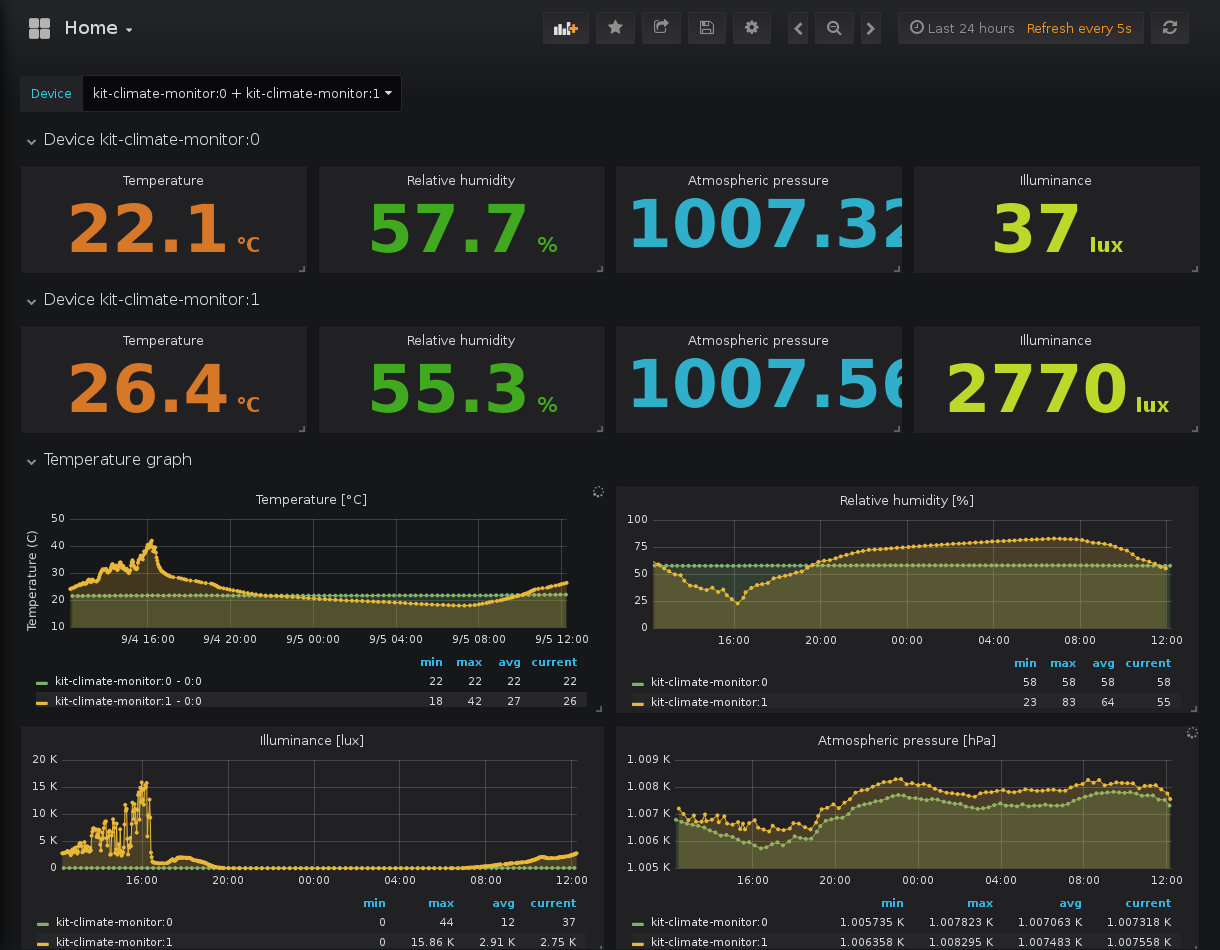 Home
Last 24 hours Refresh every 5s
Device kit-climate-monitor:0 + kit-climate-monitor:1
Device kit-climate-monitor:0
Temperature Relative humidity Atmospheric pressure Illuminance
22.1 °C 57.7 % 1007.32 37 lux
Device kit-climate-monitor:1
Temperature Relative humidity Atmospheric pressure Illuminance
26.4 °C 55.3 % 1007.56 2770 lux
Temperature graph
Temperature [°C]
Temperature (C)
50
40
30
20
10
9/4 16:00 9/4 20:00 9/5 00:00 9/5 04:00 9/5 08:00 9/5 12:00
min max avg current
kit-climate-monitor:0 - 0:0 22 22 22 22
kit-climate-monitor:1 - 0:0 18 42 27 26
Relative humidity [%]
100
75
50
25
0
16:00 20:00 00:00 04:00 08:00 12:00
min max avg current
kit-climate-monitor:0 58 58 58 58
kit-climate-monitor:1 23 83 64 55
Illuminance [lux]
20 K
15 K
10 K
5 K
0
16:00 20:00 00:00 04:00 08:00 12:00
min max avg current
kit-climate-monitor:0 0 44 12 37
kit-climate-monitor:1 0 15.86 K 2.91 K 2.75 K
Atmospheric pressure [hPa]
1.009 K
1.008 K
1.007 K
1.006 K
1.005 K
16:00 20:00 00:00 04:00 08:00 12:00
min max avg current
kit-climate-monitor:0 1.005735 K 1.007823 K 1.007063 K 1.007318 K
kit-climate-monitor:1 1.006358 K 1.008295 K 1.007483 K 1.007558 K